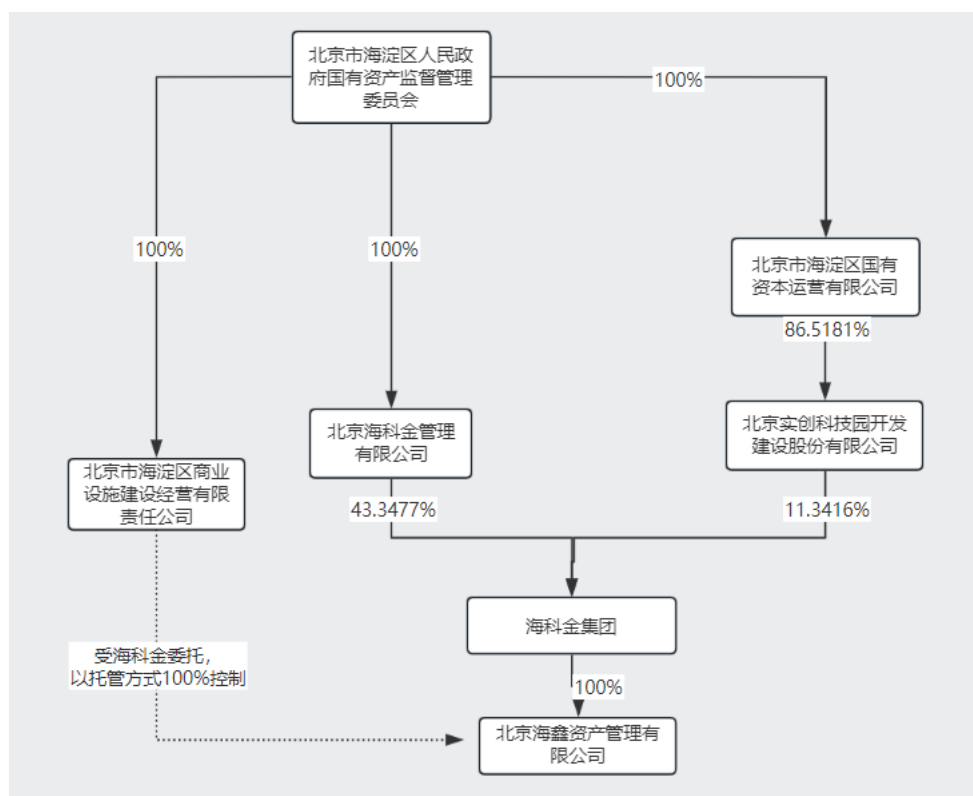 北京市海淀区人民政
府国有资产监督管理
委员会
100%
100%
100%
北京市海淀区国有
资本运营有限公司
86.5181%
北京海科金管理
有限公司
北京实创科技园开发
建设股份有限公司
北京市海淀区商业
设施建设经营有限
责任公司
43.3477%
11.3416%
海科金集团
受海科金委托，
以托管方式100%控制
100%
北京海鑫资产管理有
限公司